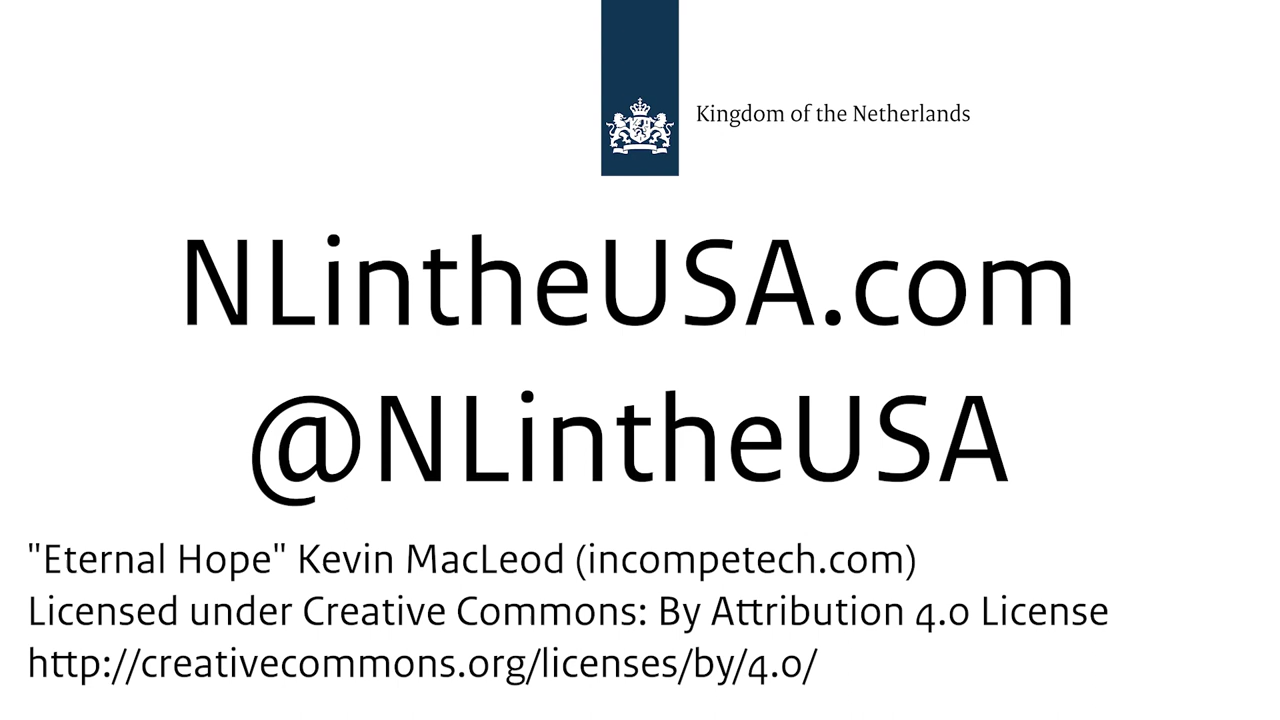 Kingdom of the Netherlands
NLintheUSA.com
@NLintheUSA
"Eternal Hope" Kevin MacLeod (incompetech.com)
Licensed under Creative Commons: By Attribution 4.0 License
http://creativecommons.org/licenses/by/4.0/